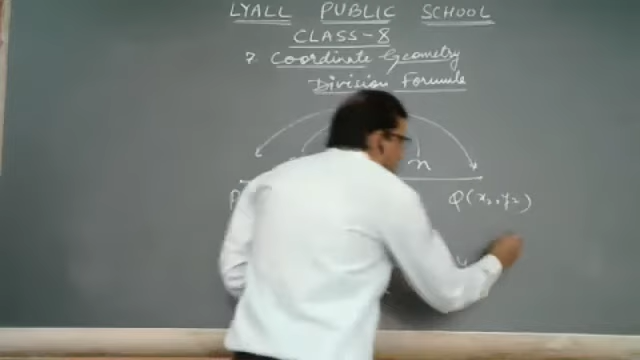 LYALL PUBLIC SCHOOL
CLASS-8
7. Coordinate Geometry
Division Formula
n
P Q(x₂,y₂)
y